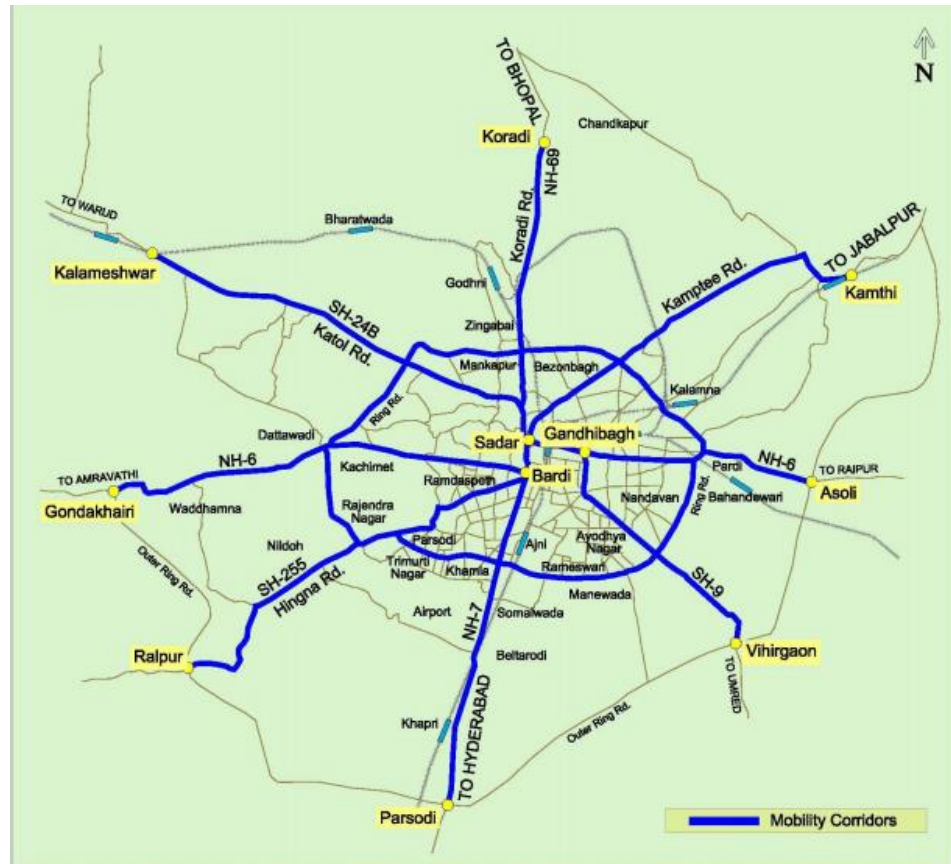 N
TO BHOPAL
Koradi
NH-69
Koradi Rd.
Chandkapur
TO WARUD
Bharatwada
TO JABALPUR
Kalameshwar
Godhni
Kamptee Rd.
Kamthi
SH-24B
Katol Rd.
Zingabai
Mankapur
Bezonbagh
Kalamna
Ring Rd.
Dattawadi
Sadar
Gandhibagh
NH-6
Kachimet
Ramdaspeth
Bardi
Pardi
NH-6
TO RAIPUR
TO AMRAVATHI
Gondakhairi
Waddhamna
Rajendra
Nagar
Nandavan
Ring Rd.
Bahandewari
Asoli
Nildoh
Parsodi
Ajni
Ayodhya
Nagar
Outer Ring Rd.
SH-255
Hingna Rd.
Trimurti
Nagar
Khamla
Rameswari
Manewada
SH-9
Airport
NH-7
Somalwada
Ralpur
Beltarodi
Vihirgaon
TO UMRED
Khapri
TO HYDERABAD
Outer Ring Rd.
Parsodi
Mobility Corridors